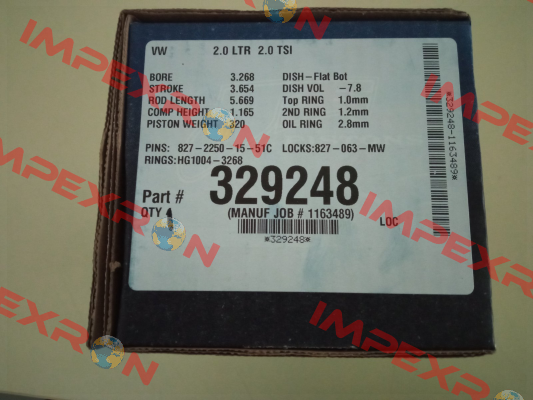 VW 2.0 LTR 2.0 TSI
BORE 3.268 DISH-Flat Bot
STROKE 3.654 DISH VOL -7.8
ROD LENGTH 5.669 Top RING 1.0mm
COMP HEIGHT 1.165 2ND RING 1.2mm
PISTON WEIGHT 320 OIL RING 2.8mm
PINS: 827-2250-15-51C LOCKS:827-063-MW
RINGS:HG1004-3268
Part # 329248
QTY 4 (MANUF JOB # 1163489) LOC
*329248*
*329248-1163489*
IMPEXRON
IMPEXRON
IMPEXRON
IMPEXRON
IMPEXRON